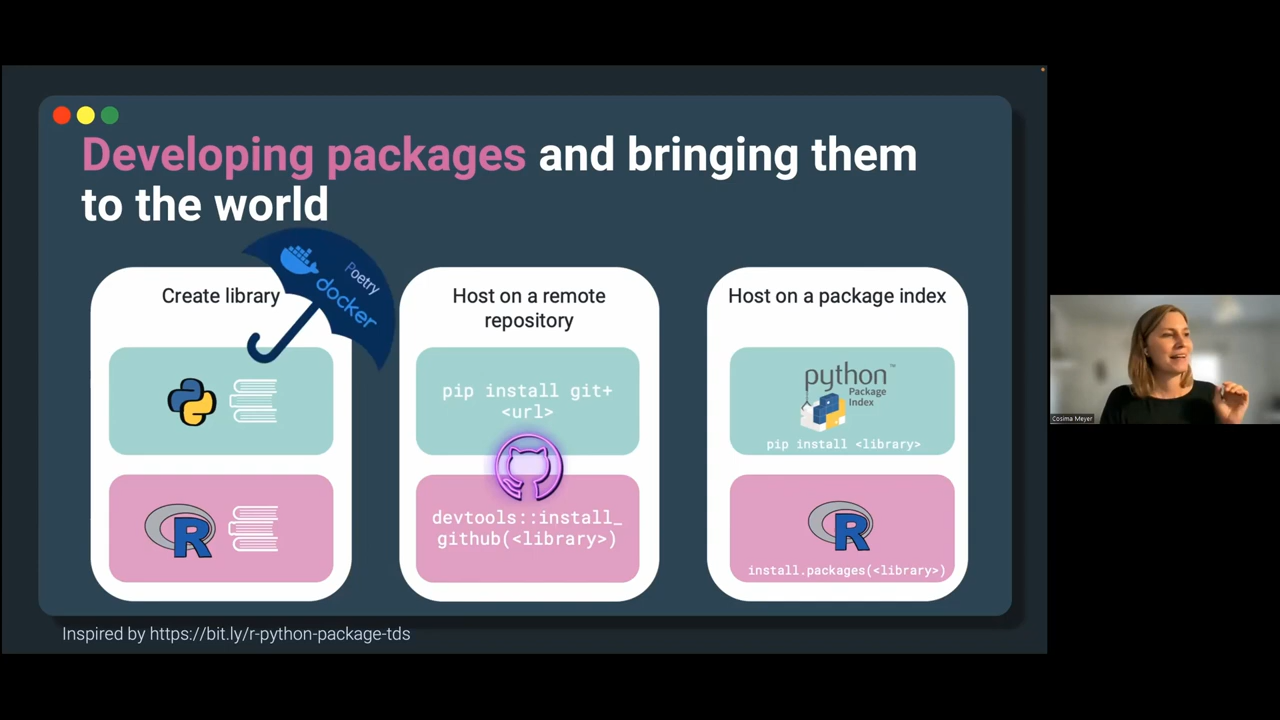 Developing packages and bringing them
to the world
Create library
Poetry
docker
Host on a remote
repository
pip install git+
<url>
devtools::install_
github(<library>)
Host on a package index
python™
Package
Index
pip install <library>
R
R
install.packages(<library>)
Inspired by https://bit.ly/r-python-package-tds
Cosima Meyer